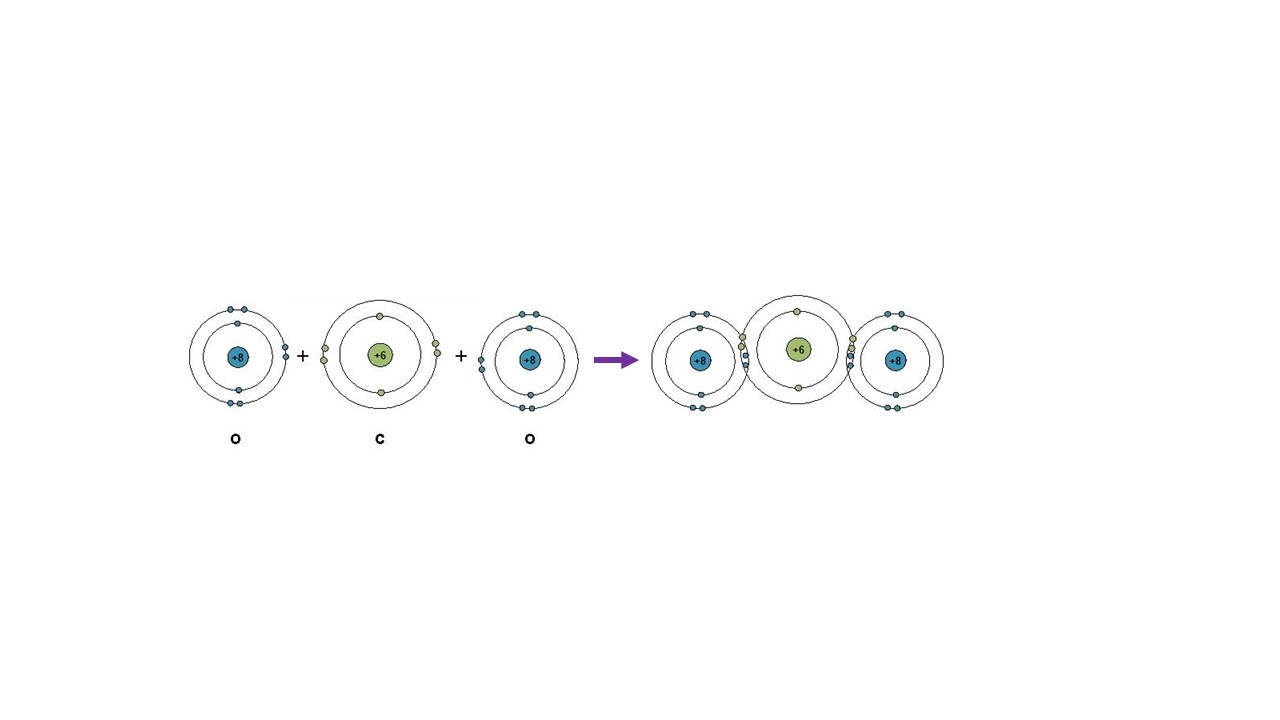 +8 + +6 + +8 +8 +6 +8
O C O